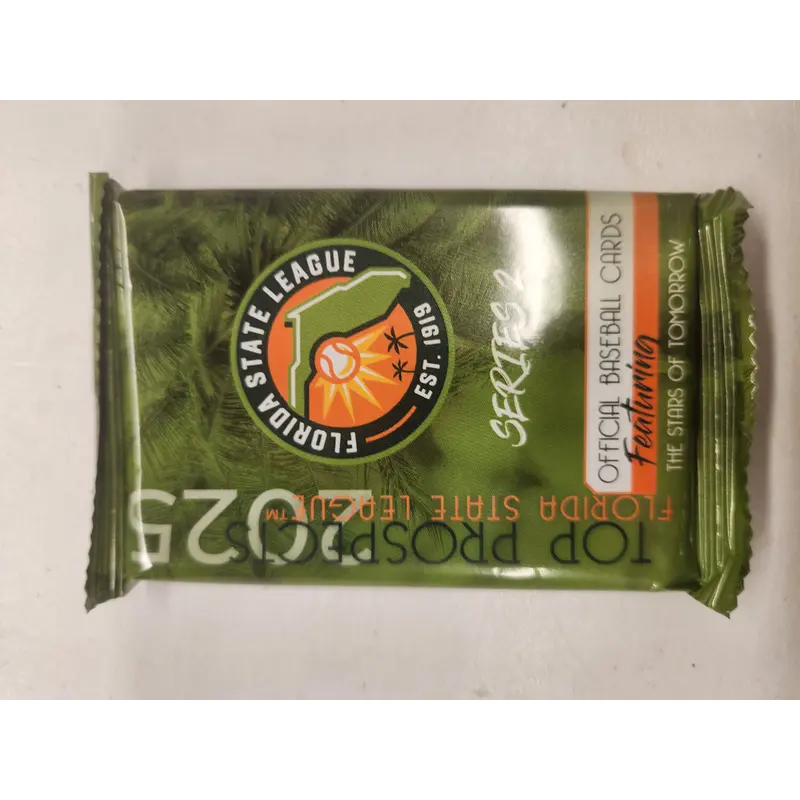 2025
TOP PROSPECTS
FLORIDA STATE LEAGUE™
FLORIDA STATE LEAGUE
EST. 1919
SERIES 2
OFFICIAL BASEBALL CARDS
Featuring
THE STARS OF TOMORROW